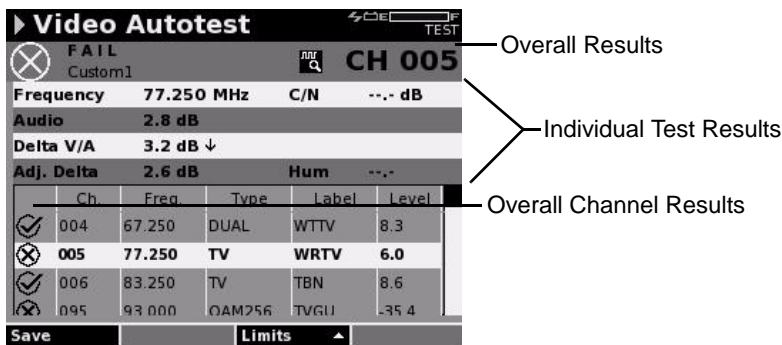 Video Autotest
E F
TEST
FAIL
Custom1
CH 005
Frequency 77.250 MHz C/N --.- dB
Audio 2.8 dB
Delta V/A 3.2 dB ↓
Adj. Delta 2.6 dB Hum --.-
Ch. Freq. Type Label Level
004 67.250 DUAL WTTV 8.3
005 77.250 TV WRTV 6.0
006 83.250 TV TBN 8.6
095 93.000 QAM256 TVGU -35.4
Save Limits
Overall Results
Individual Test Results
Overall Channel Results